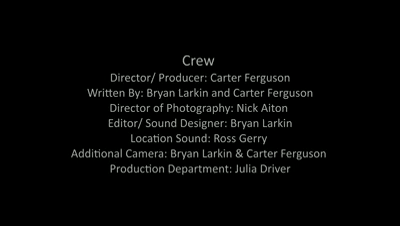 Crew
Director/ Producer: Carter Ferguson
Written By: Bryan Larkin and Carter Ferguson
Director of Photography: Nick Aiton
Editor/ Sound Designer: Bryan Larkin
Location Sound: Ross Gerry
Additional Camera: Bryan Larkin & Carter Ferguson
Production Department: Julia Driver